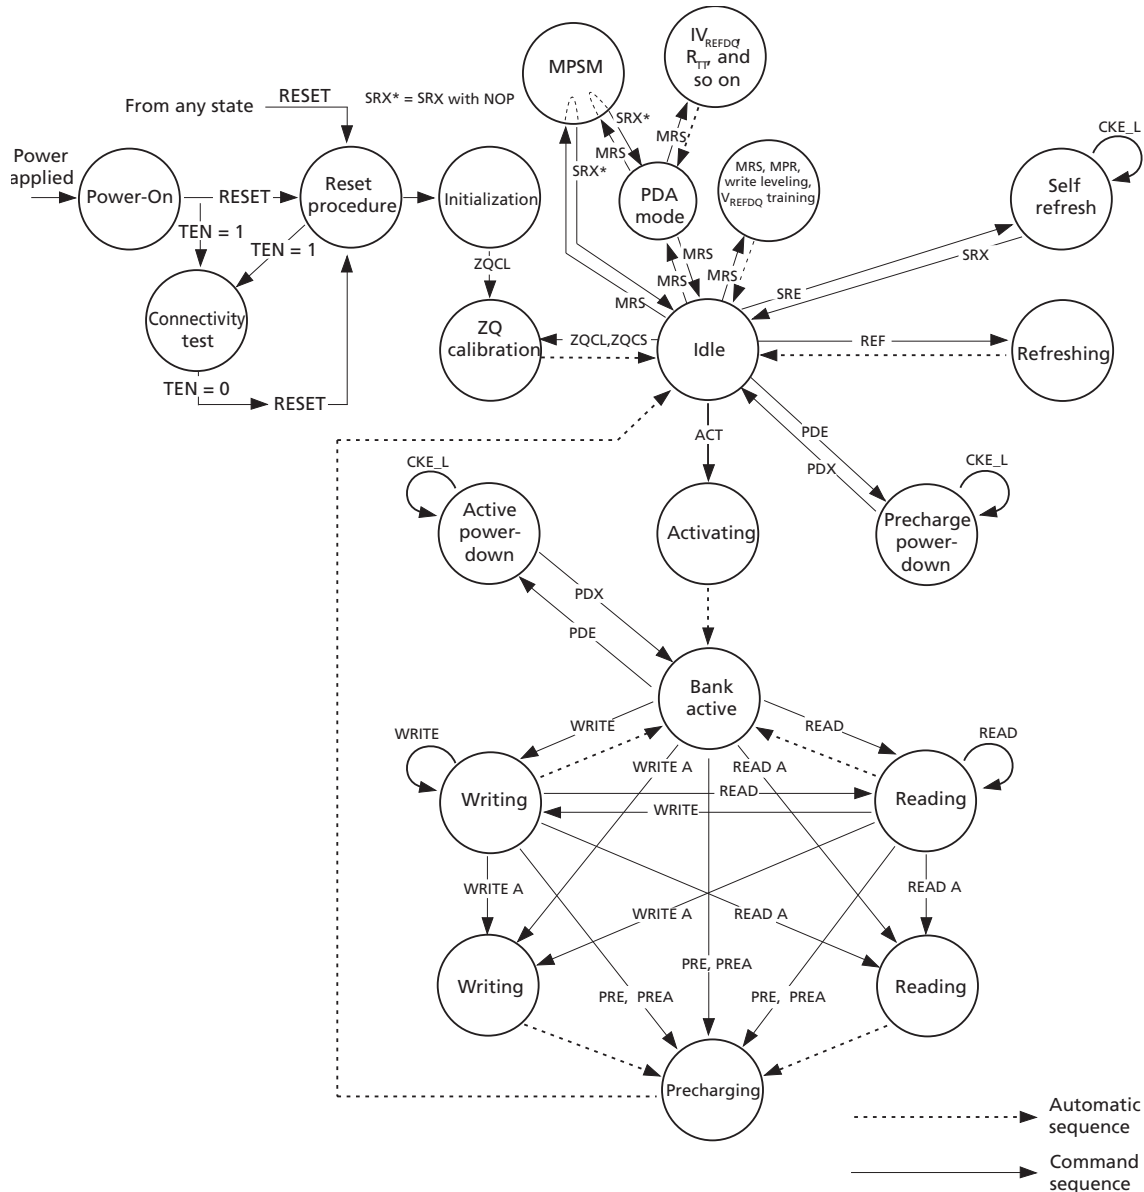 IV REFDQ,
R TT, and
so on
MPSM
From any state
RESET
SRX* = SRX with NOP
SRX*
MRS
MRS
SRX*
CKE_L
Power
applied
Power-On
RESET
Reset
procedure
Initialization
PDA
mode
MRS, MPR,
write leveling,
VREFDQ training
Self
refresh
TEN = 1
TEN = 1
MRS
MRS
MRS
SRX
ZQCL
SRE
MRS
Connectivity
test
ZQ
calibration
ZQCL,ZQCS
Idle
REF
Refreshing
TEN = 0
RESET
ACT
PDE
PDX
CKE_L
CKE_L
Active
power-
down
Activating
Precharge
power-
down
PDX
PDE
Bank
active
WRITE
READ
WRITE
READ
WRITE A
READ A
Writing
READ
WRITE
Reading
WRITE A
READ A
WRITE A
READ A
PRE, PREA
Writing
PRE, PREA
PRE, PREA
Reading
Precharging
Automatic
sequence
Command
sequence